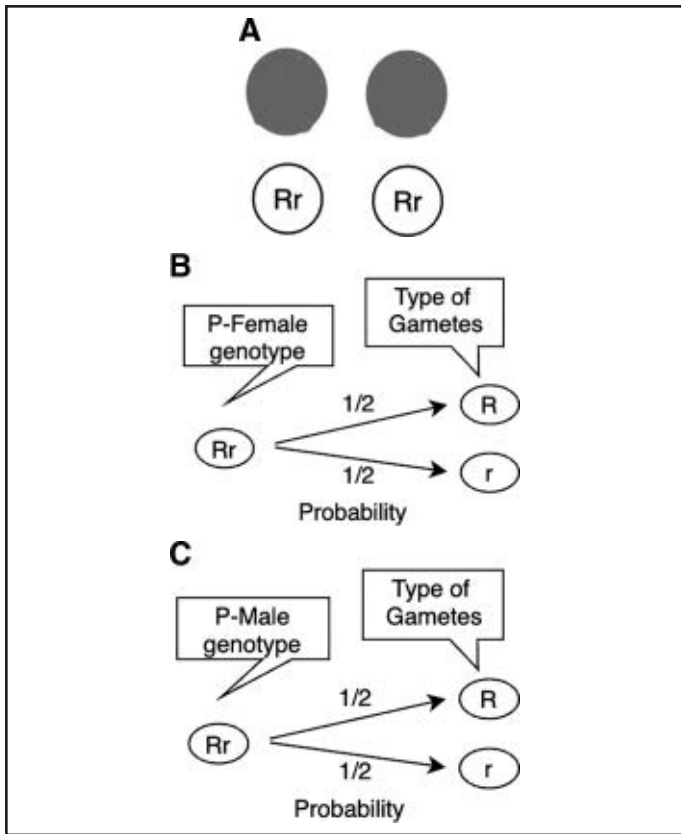 A
Rr
Rr
B
P-Female
genotype
Type of
Gametes
Rr
1/2
R
1/2
r
Probability
C
P-Male
genotype
Type of
Gametes
Rr
1/2
R
1/2
r
Probability